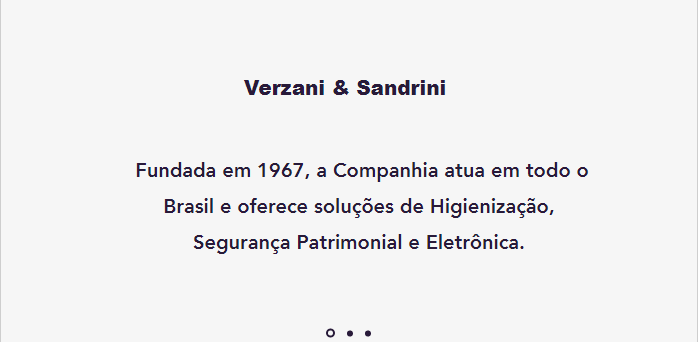 Verzani & Sandrini
Fundada em 1967, a Companhia atua em todo o
Brasil e oferece soluções de Higienização,
Segurança Patrimonial e Eletrônica.